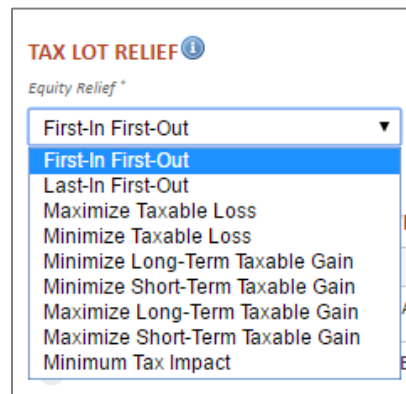 TAX LOT RELIEF
Equity Relief *
First-In First-Out
First-In First-Out
Last-In First-Out
Maximize Taxable Loss
Minimize Taxable Loss
Minimize Long-Term Taxable Gain
Minimize Short-Term Taxable Gain
Maximize Long-Term Taxable Gain
Maximize Short-Term Taxable Gain
Minimum Tax Impact